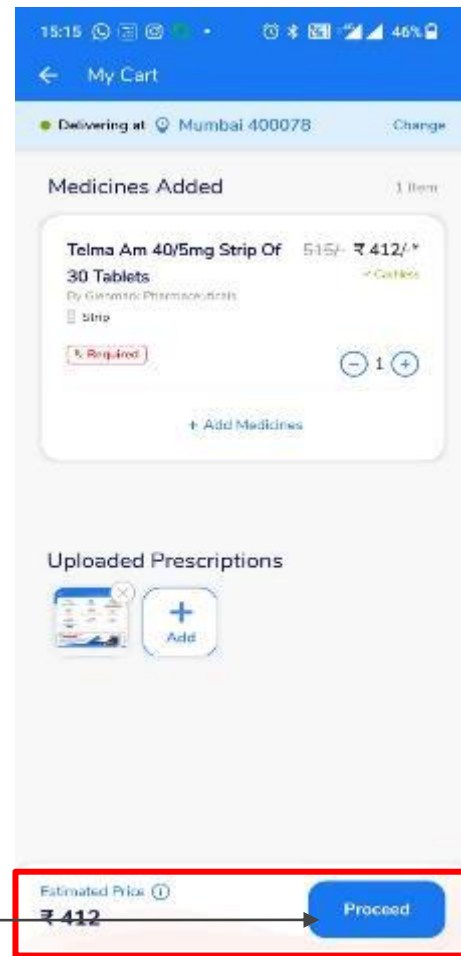 15:15 46%
My Cart
Delivering at Mumbai 400078 Change
Medicines Added 1 Item
Telma Am 40/5mg Strip Of 515/- ₹ 412/-*
30 Tablets Cashless
By Glenmark Pharmaceuticals
Strip
Required
1
+ Add Medicines
Uploaded Prescriptions
+
Add
Estimated Price
₹ 412
Proceed